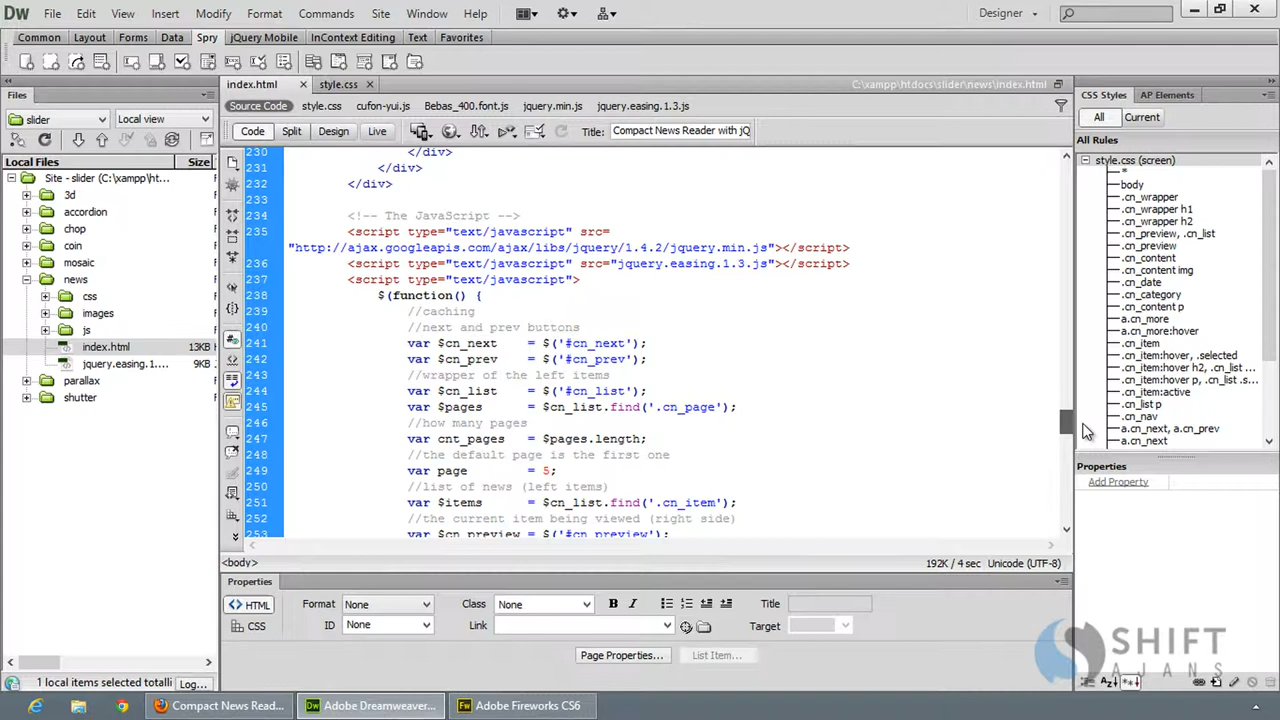 Dw File Edit View Insert Modify Format Commands Site Window Help Designer
Common Layout Forms Data Spry jQuery Mobile InContext Editing Text Favorites
Files
slider Local view
Local Files Size
Site - slider (C:\xampp\ht...
3d
accordion
chop
coin
mosaic
news
css
images
js
index.html 13KB
jquery.easing.1.... 9KB
parallax
shutter
1 local items selected totalli Log...
index.html style.css C:\xampp\htdocs\slider\news\index.html
Source Code style.css cufon-yui.js Bebas_400.font.js jquery.min.js jquery.easing.1.3.js
Code Split Design Live Title: Compact News Reader with jQ
230 </div>
231 </div>
232 </div>
233
234 <!-- The JavaScript -->
235 <script type="text/javascript" src=
"http://ajax.googleapis.com/ajax/libs/jquery/1.4.2/jquery.min.js"></script>
236 <script type="text/javascript" src="jquery.easing.1.3.js"></script>
237 <script type="text/javascript">
238 $(function() {
239 //caching
240 //next and prev buttons
241 var $cn_next = $('#cn_next');
242 var $cn_prev = $('#cn_prev');
243 //wrapper of the left items
244 var $cn_list = $('#cn_list');
245 var $pages = $cn_list.find('.cn_page');
246 //how many pages
247 var cnt_pages = $pages.length;
248 //the default page is the first one
249 var page = 5;
250 //list of news (left items)
251 var $items = $cn_list.find('.cn_item');
252 //the current item being viewed (right side)
253 var $cn_preview = $('#cn_preview');
<body> 192K / 4 sec Unicode (UTF-8)
Properties
<> HTML Format None Class None B I Title
CSS ID None Link Target
Page Properties... List Item...
CSS Styles AP Elements
All Current
All Rules
style.css (screen)
*
body
.cn_wrapper
.cn_wrapper h1
.cn_wrapper h2
.cn_preview, .cn_list
.cn_preview
.cn_content
.cn_content img
.cn_date
.cn_category
.cn_content p
a.cn_more
a.cn_more:hover
.cn_item
.cn_item:hover, .selected
.cn_item:hover h2, .cn_list ...
.cn_item:hover p, .cn_list .s...
.cn_item:active
.cn_list p
.cn_nav
a.cn_next, a.cn_prev
a.cn_next
Properties
Add Property
SHIFT
AJANS
Compact News Read... Dw Adobe Dreamweaver... Fw Adobe Fireworks CS6